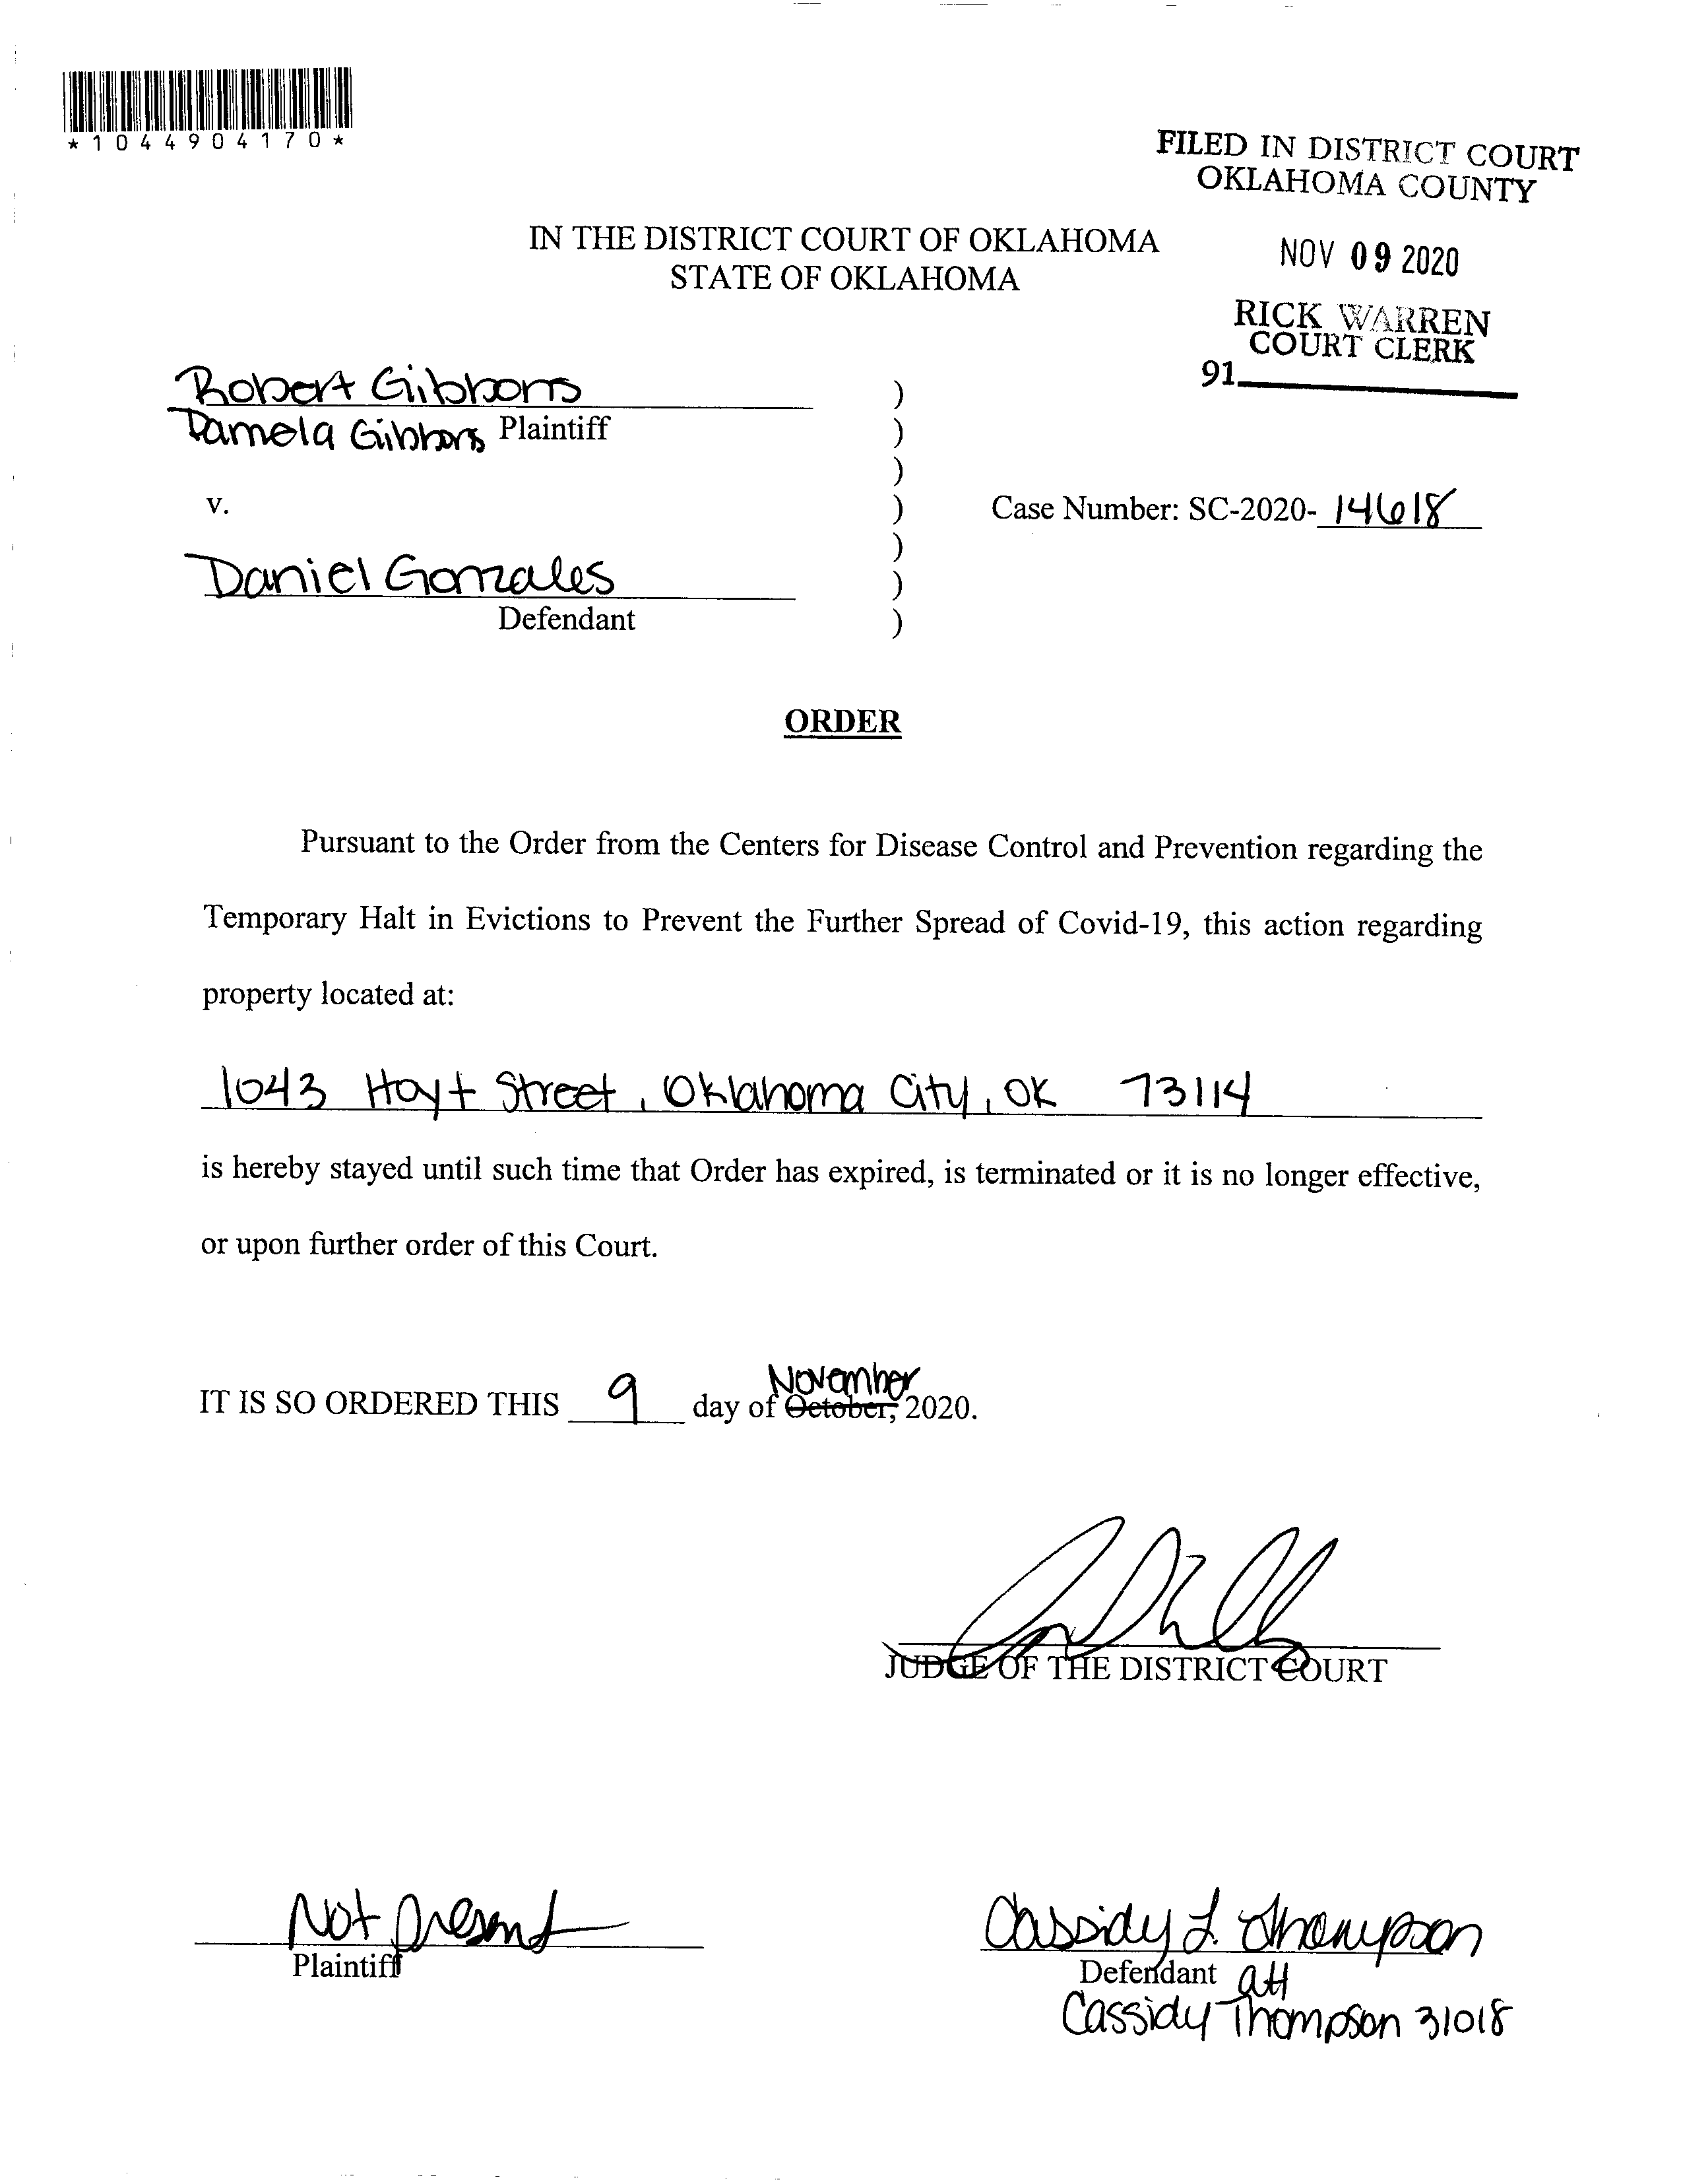 *1044904170*
FILED IN DISTRICT COURT
OKLAHOMA COUNTY
NOV 09 2020
RICK WARREN
COURT CLERK
91
IN THE DISTRICT COURT OF OKLAHOMA
STATE OF OKLAHOMA
Robert Gibbons
Pamela Gibbons Plaintiff
v.
Case Number: SC-2020- 14618
Daniel Gonzales
Defendant
)
)
)
)
)
)
)
ORDER
Pursuant to the Order from the Centers for Disease Control and Prevention regarding the
Temporary Halt in Evictions to Prevent the Further Spread of Covid-19, this action regarding
property located at:
1043 Hoyt Street, Oklahoma City, OK 73114
is hereby stayed until such time that Order has expired, is terminated or it is no longer effective,
or upon further order of this Court.
November
IT IS SO ORDERED THIS 9 day of October, 2020.
JUDGE OF THE DISTRICT COURT
Not present
Plaintiff
Cassidy L. Thompson
Defendant att
Cassidy Thompson 31018